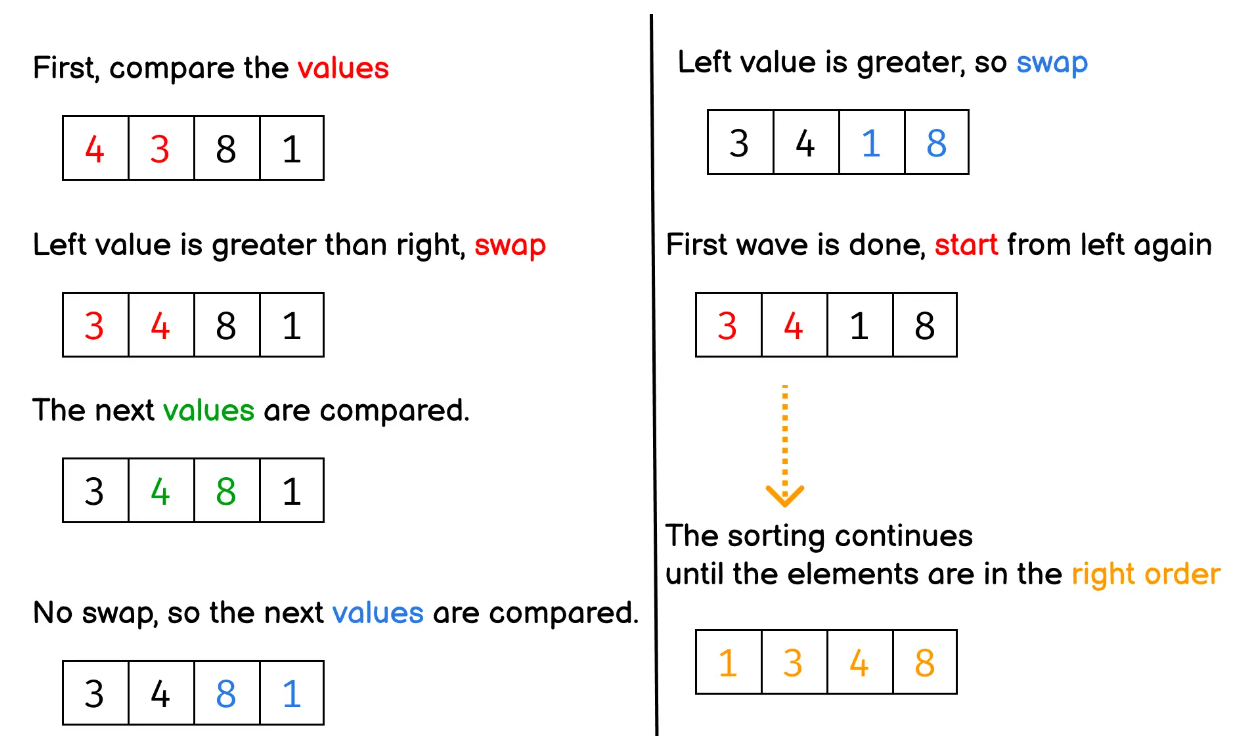 First, compare the values
4 3 8 1
Left value is greater than right, swap
3 4 8 1
The next values are compared.
3 4 8 1
No swap, so the next values are compared.
3 4 8 1
Left value is greater, so swap
3 4 1 8
First wave is done, start from left again
3 4 1 8
The sorting continues
until the elements are in the right order
1 3 4 8